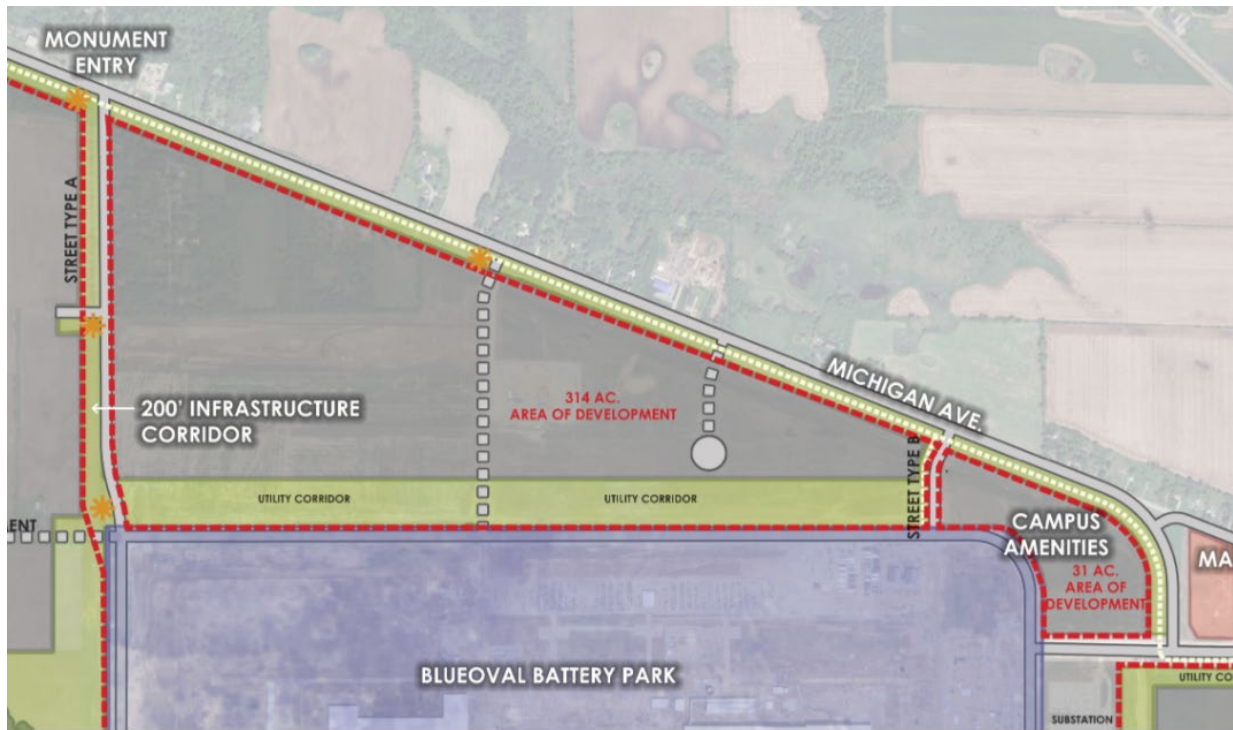 MONUMENT
ENTRY
STREET TYPE A
200' INFRASTRUCTURE
CORRIDOR
314 AC.
AREA OF DEVELOPMENT
MICHIGAN AVE.
UTILITY CORRIDOR
UTILITY CORRIDOR
STREET TYPE B
CAMPUS
AMENITIES
31 AC.
AREA OF
DEVELOPMENT
MA
ENT
BLUEOVAL BATTERY PARK
UTILITY CO
SUBSTATION